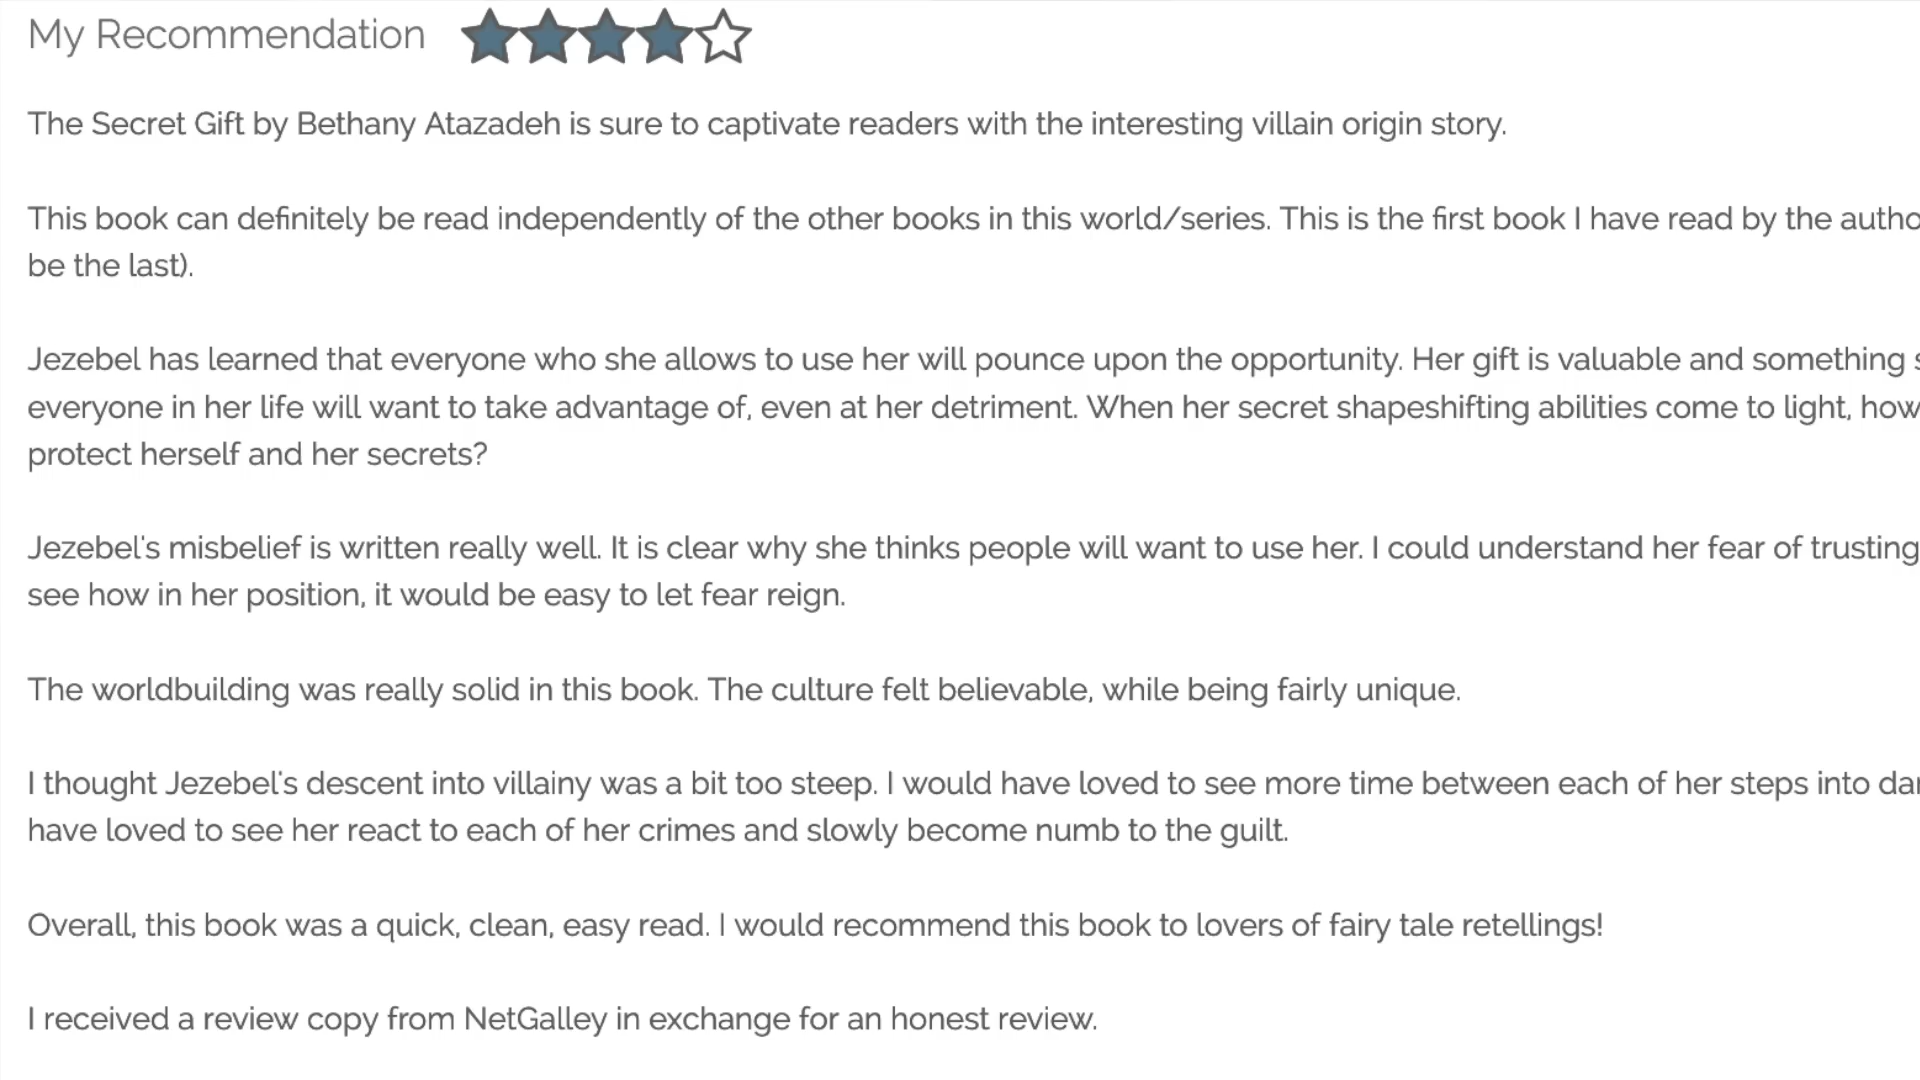 My Recommendation
The Secret Gift by Bethany Atazadeh is sure to captivate readers with the interesting villain origin story.
This book can definitely be read independently of the other books in this world/series. This is the first book I have read by the
be the last).
Jezebel has learned that everyone who she allows to use her will pounce upon the opportunity. Her gift is valuable and something
everyone in her life will want to take advantage of, even at her detriment. When her secret shapeshifting abilities come to light, how
protect herself and her secrets?
Jezebel's misbelief is written really well. It is clear why she thinks people will want to use her. I could understand her fear of trusting
see how in her position, it would be easy to let fear reign.
The worldbuilding was really solid in this book. The culture felt believable, while being fairly unique.
I thought Jezebel's descent into villainy was a bit too steep. I would have loved to see more time between each of her steps into
have loved to see her react to each of her crimes and slowly become numb to the guilt.
Overall, this book was a quick, clean, easy read. I would recommend this book to lovers of fairy tale retellings!
I received a review copy from NetGalley in exchange for an honest review.